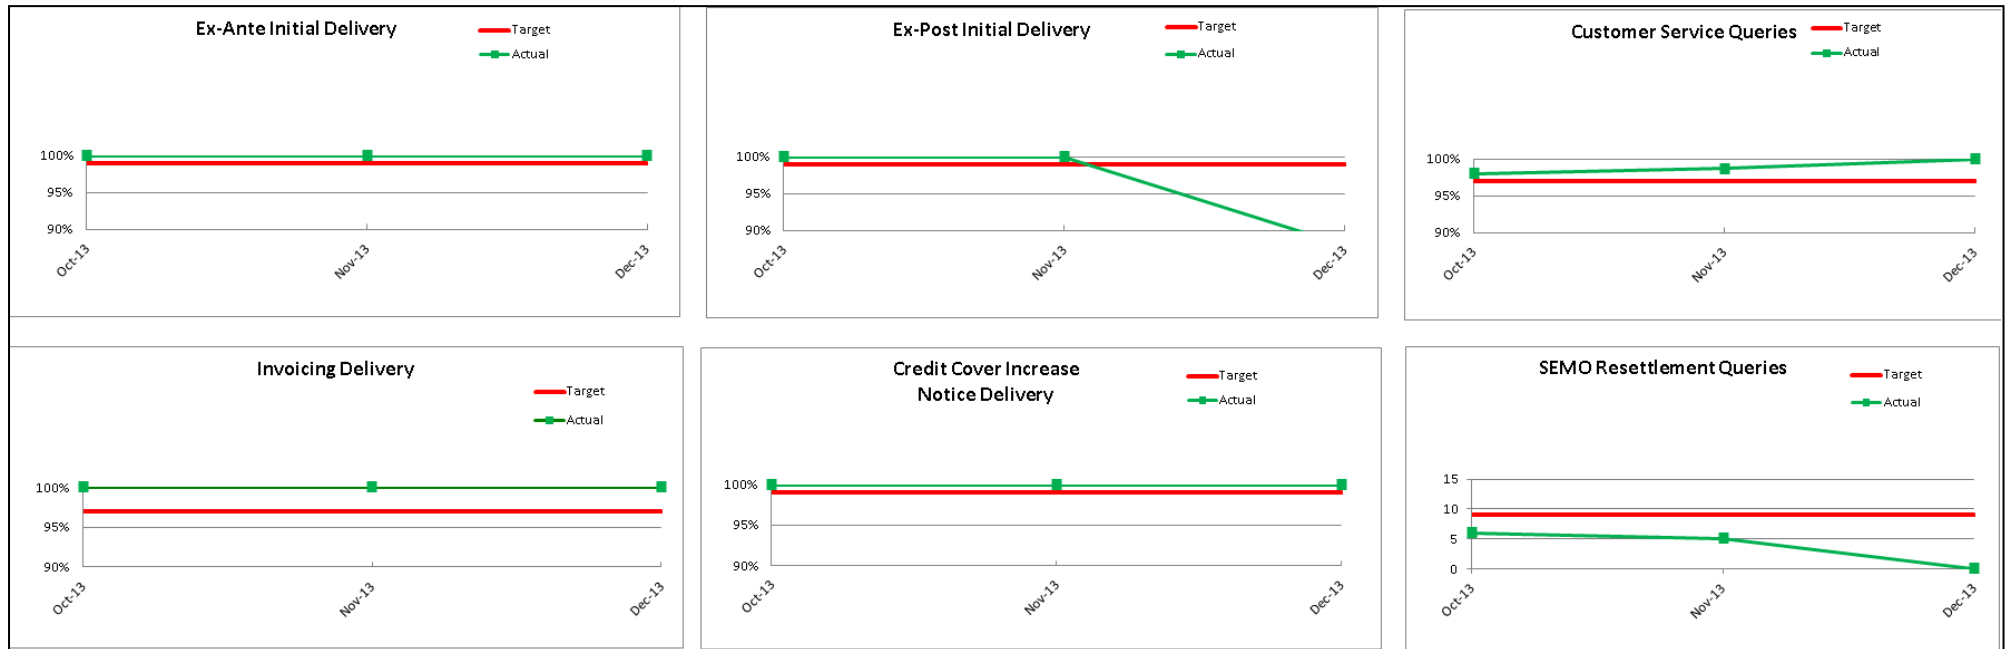 Ex-Ante Initial Delivery
Target
Actual
100%
95%
90%
Oct-13
Nov-13
Dec-13
Ex-Post Initial Delivery
Target
Actual
100%
95%
90%
Oct-13
Nov-13
Dec-13
Customer Service Queries
Target
Actual
100%
95%
90%
Oct-13
Nov-13
Dec-13
Invoicing Delivery
Target
Actual
100%
95%
90%
Oct-13
Nov-13
Dec-13
Credit Cover Increase
Notice Delivery
Target
Actual
100%
95%
90%
Oct-13
Nov-13
Dec-13
SEMO Resettlement Queries
Target
Actual
15
10
5
0
Oct-13
Nov-13
Dec-13